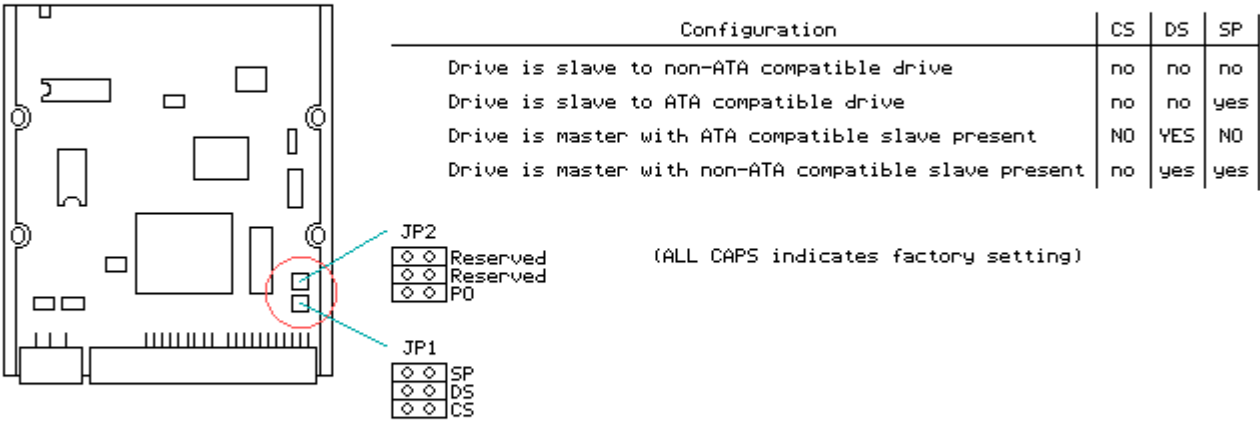 Configuration CS DS SP
Drive is slave to non-ATA compatible drive no no no
Drive is slave to ATA compatible drive no no yes
Drive is master with ATA compatible slave present NO YES NO
Drive is master with non-ATA compatible slave present no yes yes
(ALL CAPS indicates factory setting)
JP2
Reserved
Reserved
PO
JP1
SP
DS
CS